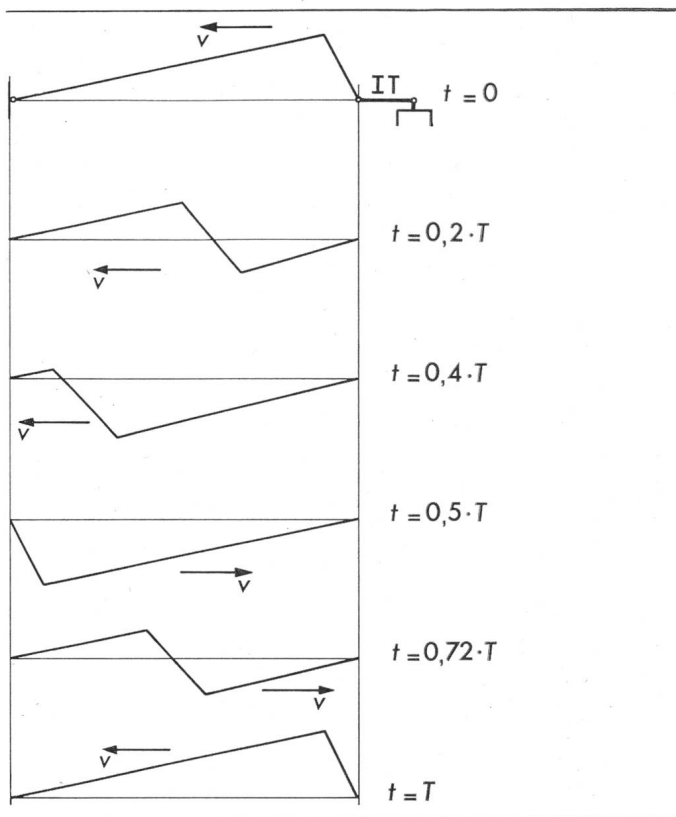 v
IT
t = 0
t = 0,2 · T
v
t = 0,4 · T
v
t = 0,5 · T
v
t = 0,72 · T
v
v
t = T